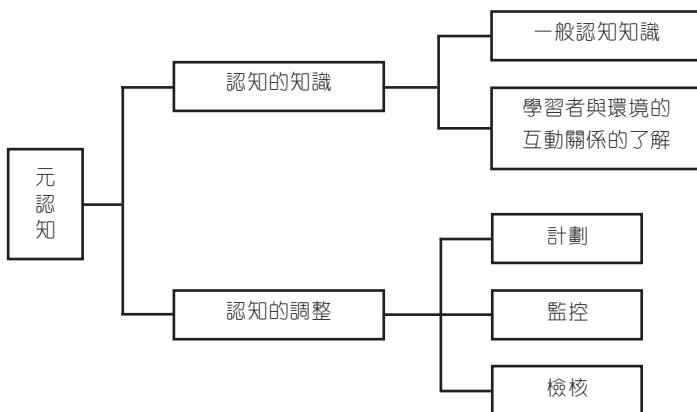 元
認
知
認知的知識
一般認知知識
學習者與環境的
互動關係的了解
認知的調整
計劃
監控
檢核